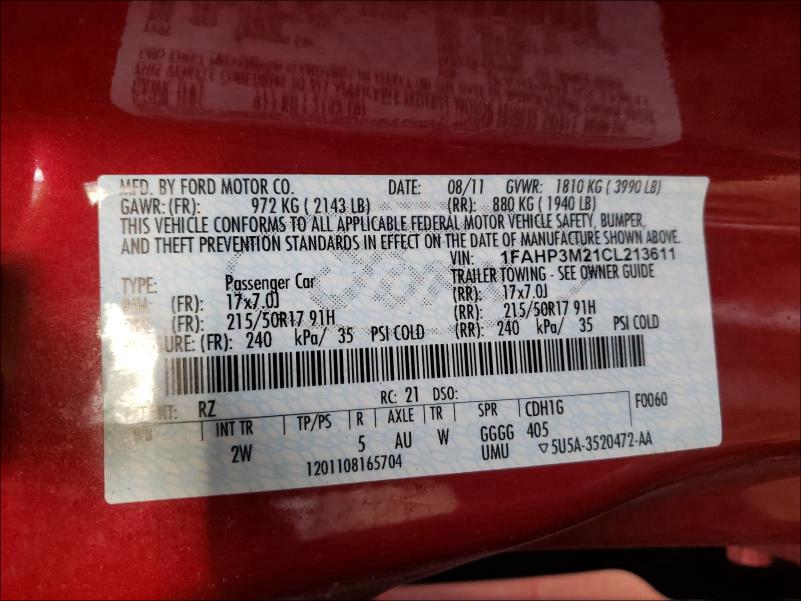 MFD. BY FORD MOTOR CO. DATE: 08/11 GVWR: 1810 KG ( 3990 LB)
GAWR: (FR): 972 KG ( 2143 LB) (RR): 880 KG ( 1940 LB)
THIS VEHICLE CONFORMS TO ALL APPLICABLE FEDERAL MOTOR VEHICLE SAFETY, BUMPER,
AND THEFT PREVENTION STANDARDS IN EFFECT ON THE DATE OF MANUFACTURE SHOWN ABOVE.
VIN: 1FAHP3M21CL213611
TYPE: Passenger Car TRAILER TOWING - SEE OWNER GUIDE
RIM (FR): 17x7.0J (RR): 17x7.0J
(FR): 215/50R17 91H (RR): 215/50R17 91H
(FR): 240 kPa/ 35 PSI COLD (RR): 240 kPa/ 35 PSI COLD
RZ RC: 21 DSO:
WB INT TR TP/PS R AXLE TR SPR CDH1G F0060
2W 5 AU W GGGG 405
UMU ▽5U5A-3520472-AA
1201108165704